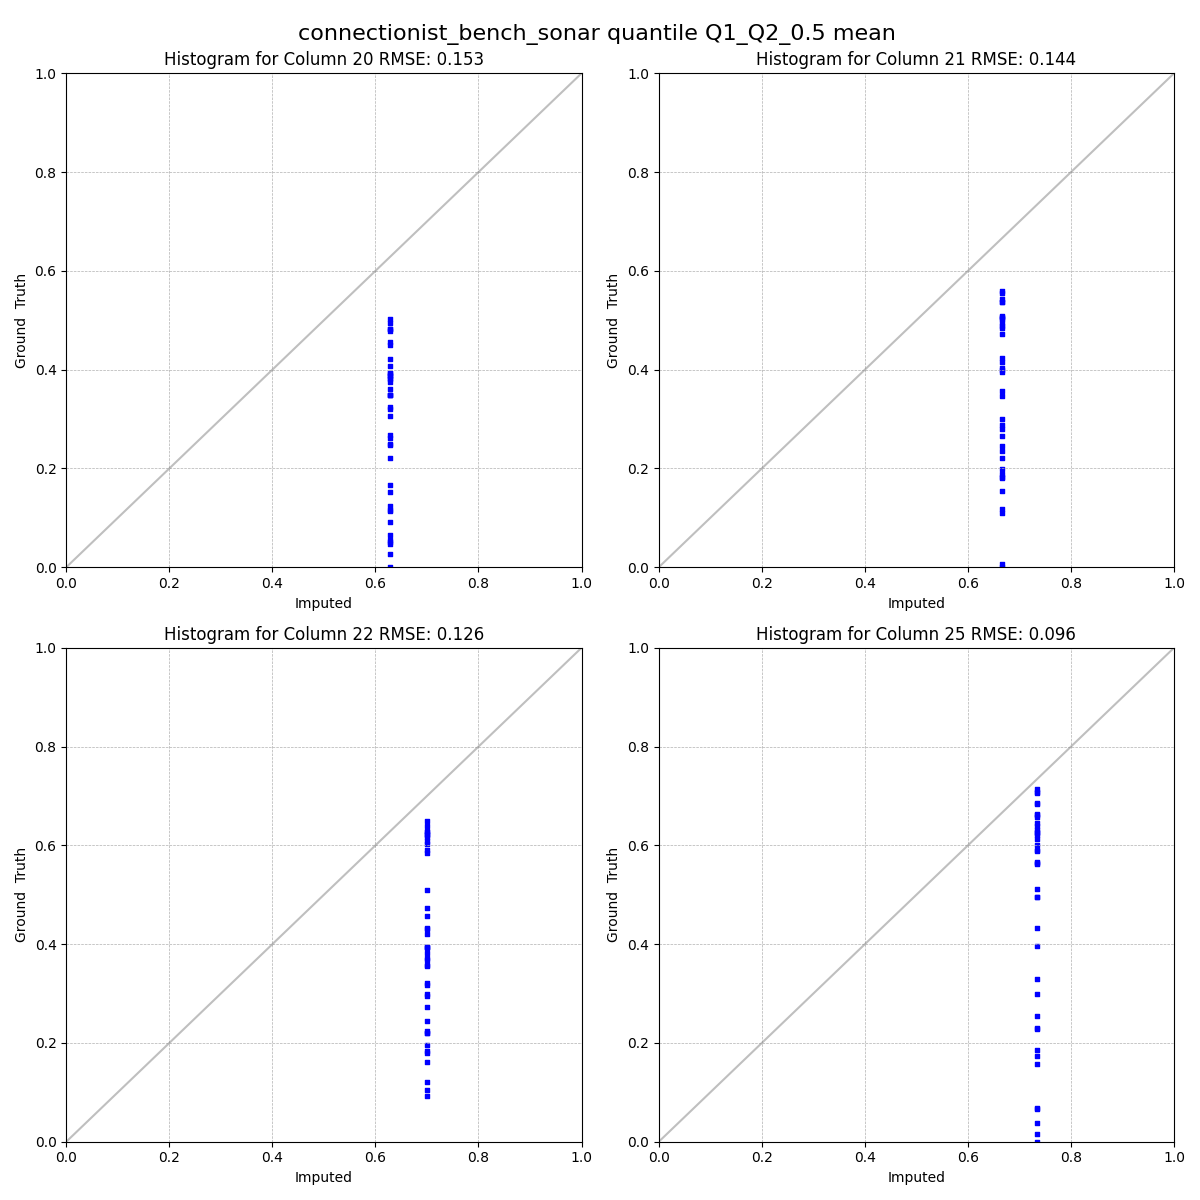 connectionist_bench_sonar quantile Q1_Q2_0.5 mean
Histogram for Column 20 RMSE: 0.153
1.0
0.8
0.6
0.4
0.2
0.0
Ground Truth
0.0 0.2 0.4 0.6 0.8 1.0
Imputed
Histogram for Column 21 RMSE: 0.144
1.0
0.8
0.6
0.4
0.2
0.0
Ground Truth
0.0 0.2 0.4 0.6 0.8 1.0
Imputed
Histogram for Column 22 RMSE: 0.126
1.0
0.8
0.6
0.4
0.2
0.0
Ground Truth
0.0 0.2 0.4 0.6 0.8 1.0
Imputed
Histogram for Column 25 RMSE: 0.096
1.0
0.8
0.6
0.4
0.2
0.0
Ground Truth
0.0 0.2 0.4 0.6 0.8 1.0
Imputed